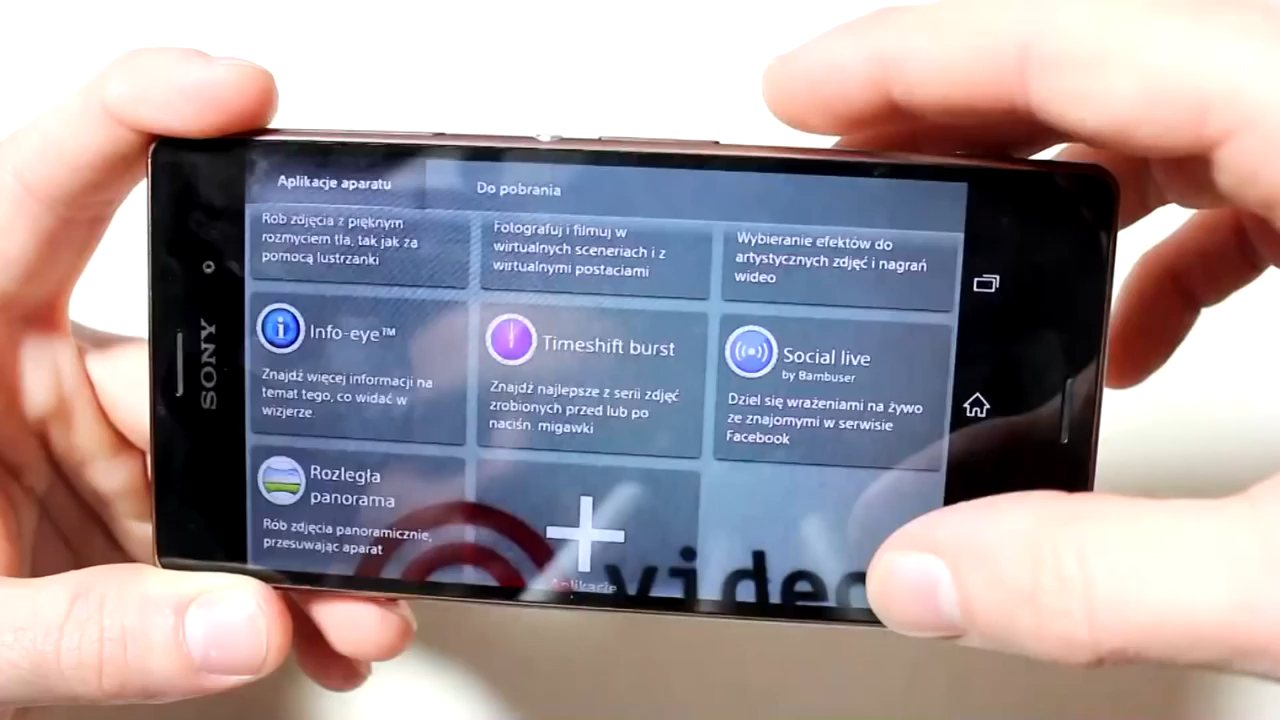 SONY
Aplikacje aparatu
Do pobrania
Rób zdjęcia z pięknym
rozmyciem tła, tak jak za
pomocą lustrzanki
Fotografuj i filmuj w
wirtualnych sceneriach i z
wirtualnymi postaciami
Wybieranie efektów do
artystycznych zdjęć i nagrań
wideo
Info-eye™
Znajdź więcej informacji na
temat tego, co widać w
wizjerze.
Timeshift burst
Znajdź najlepsze z serii zdjęć
zrobionych przed lub po
naciśn. migawki
Social live
by Bambuser
Dziel się wrażeniami na żywo
ze znajomymi w serwisie
Facebook
Rozległa
panorama
Rób zdjęcia panoramicznie,
przesuwając aparat
Aplikacje
video